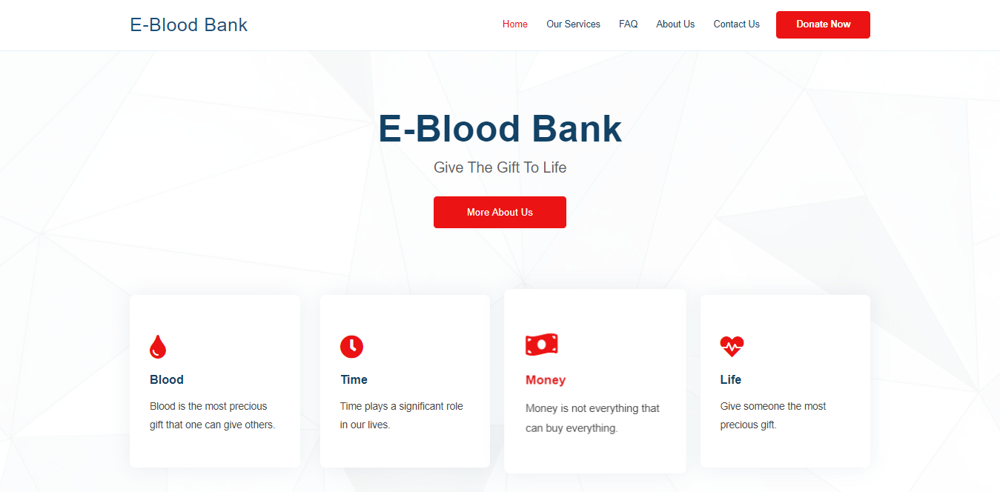 E-Blood Bank
Home
Our Services
FAQ
About Us
Contact Us
Donate Now
E-Blood Bank
Give The Gift To Life
More About Us
Blood
Blood is the most precious
gift that one can give others.
Time
Time plays a significant role
in our lives.
Money
Money is not everything that
can buy everything.
Life
Give someone the most
precious gift.